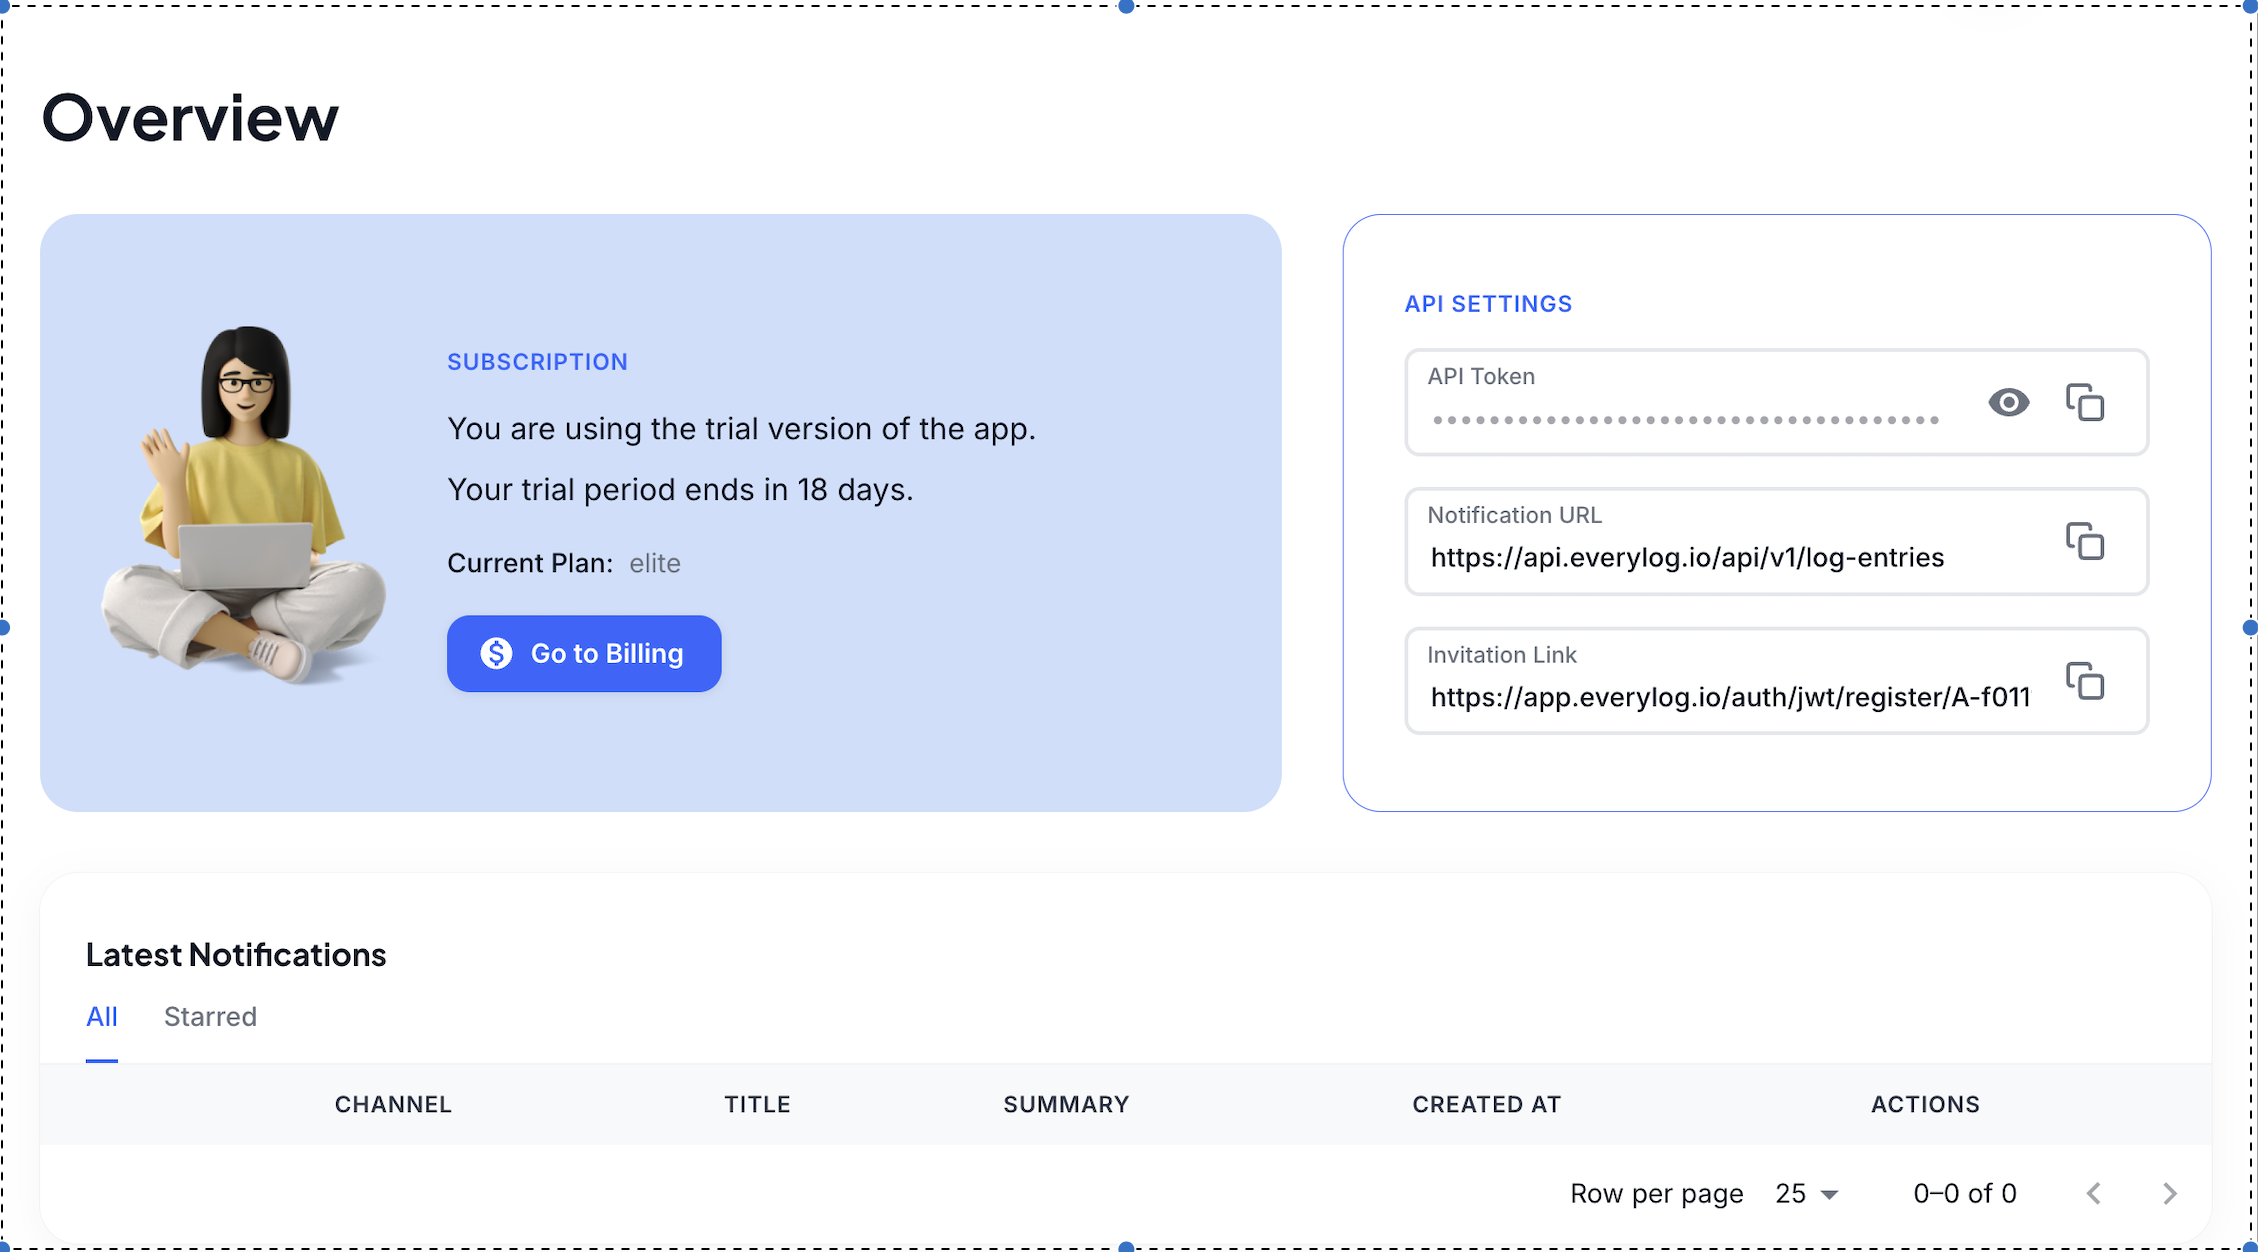 Overview
SUBSCRIPTION
You are using the trial version of the app.
Your trial period ends in 18 days.
Current Plan: elite
Go to Billing
API SETTINGS
API Token
Notification URL
https://api.everylog.io/api/v1/log-entries
Invitation Link
https://app.everylog.io/auth/jwt/register/A-f011
Latest Notifications
All Starred
CHANNEL TITLE SUMMARY CREATED AT ACTIONS
Row per page 25 0–0 of 0